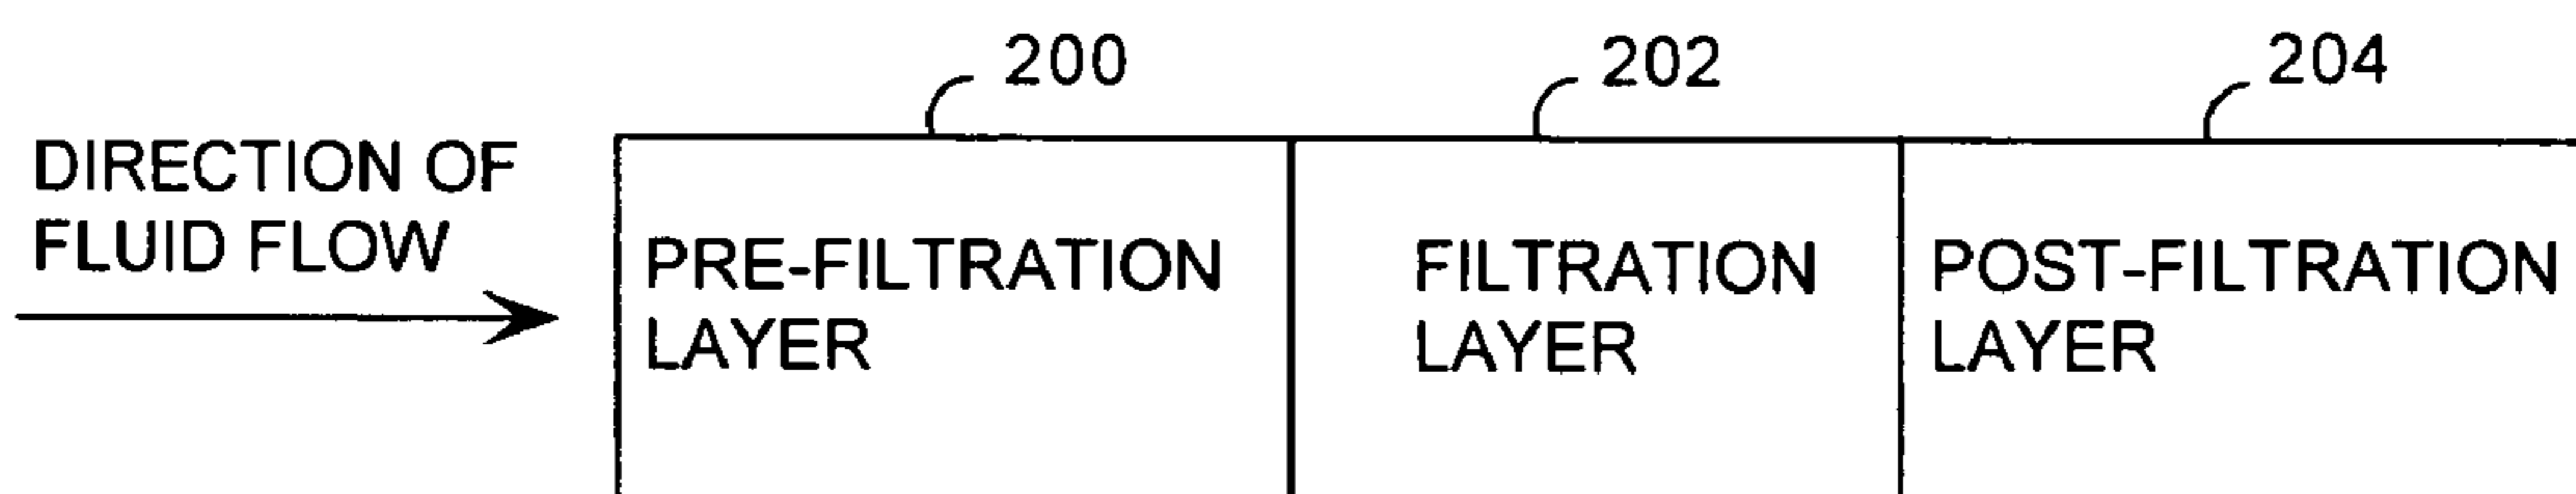 200
202
204
DIRECTION OF
FLUID FLOW
PRE-FILTRATION
LAYER
FILTRATION
LAYER
POST-FILTRATION
LAYER